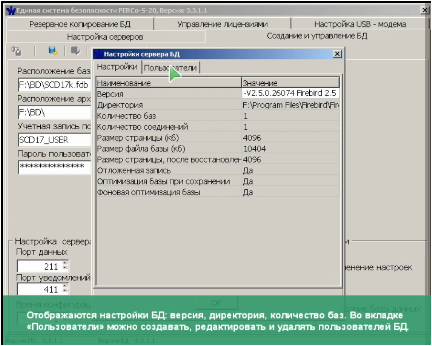 Единая система безопасности PERCo-S-20, Версия: 3.3.1.1
Резервное копирование БД
Управление лицензиями
Настройка USB - модема
Настройка серверов
Создание и управление БД
Настройки сервера БД
Настройки
Пользователи
Расположение баз
F:\BD\SCD17k.fdb
Расположение арх
F:\BD\
Учетная запись по
SCD17_USER
Пароль пользовате
**************
Наименование Значение
Версия -V2.5.0.26074 Firebird 2.5
Директория F:\Program Files\Firebird\Fir
Количество баз 1
Количество соединений 1
Размер страницы (кб) 4096
Размер файла базы (кб) 10404
Размер страницы, после восстановлен 4096
Отложенная запись Да
Оптимизация базы при сохранении Да
Фоновая оптимизация базы Да
Настройка сервера
Порт данных
211
Порт уведомлений
411
менение настроек
Отображаются настройки БД: версия, директория, количество баз. Во вкладке
«Пользователи» можно создавать, редактировать и удалять пользователей БД.